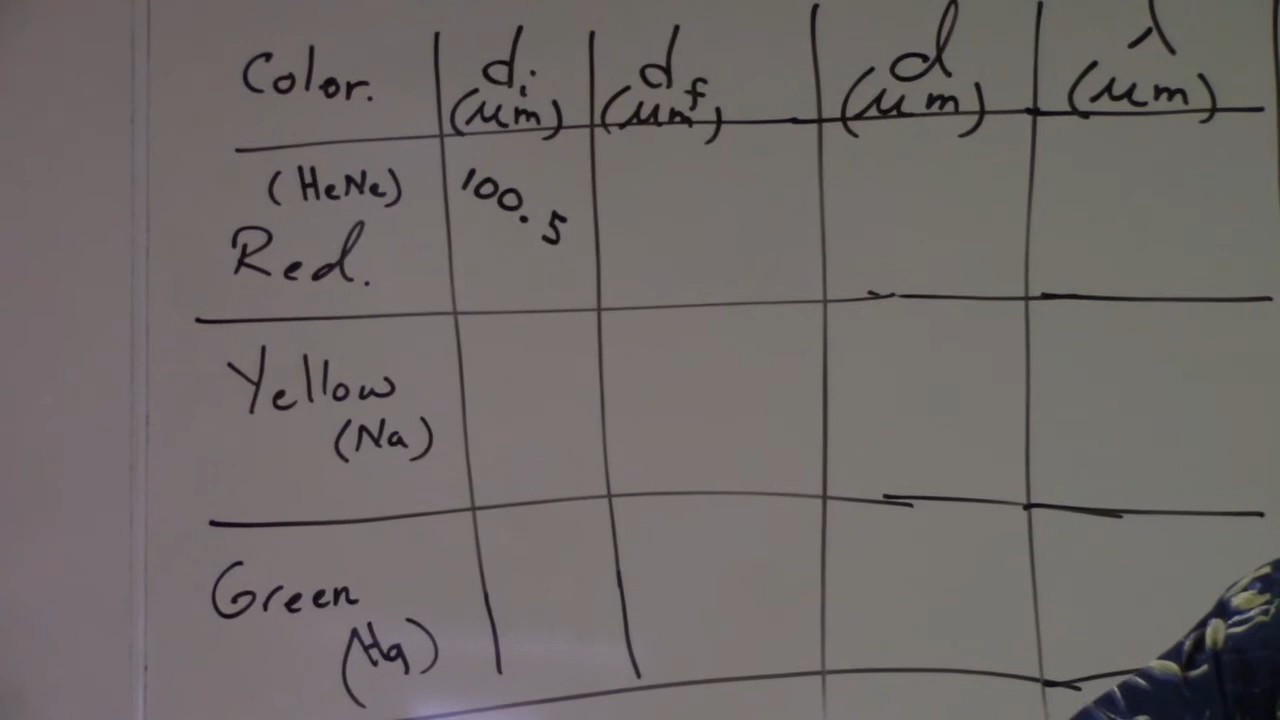 Color. di df d λ
(μm) (μm) (μm) (μm)
(HeNe) 100.5
Red.
Yellow
(Na)
Green
(Hg)